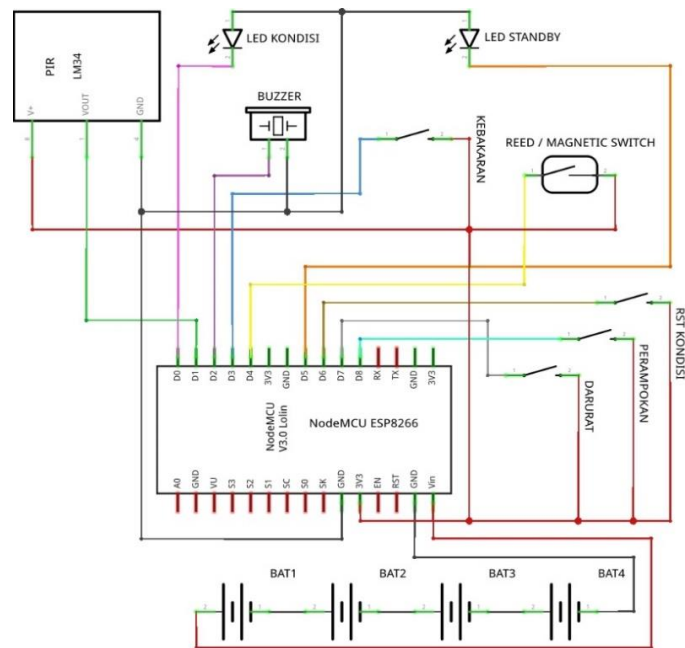 LED KONDISI
LED STANDBY
PIR
LM34
V+
VOUT
GND
BUZZER
KEBAKARAN
REED / MAGNETIC SWITCH
RST KONDISI
PERAMPOKAN
DARURAT
D0 D1 D2 D3 D4 3V3 GND D5 D6 D7 D8 RX TX GND 3V3
NodeMCU
V3.0 Lolin
NodeMCU ESP8266
A0 GND VU S3 S2 S1 SC S0 SK GND 3V3 EN RST GND Vin
BAT1
BAT2
BAT3
BAT4